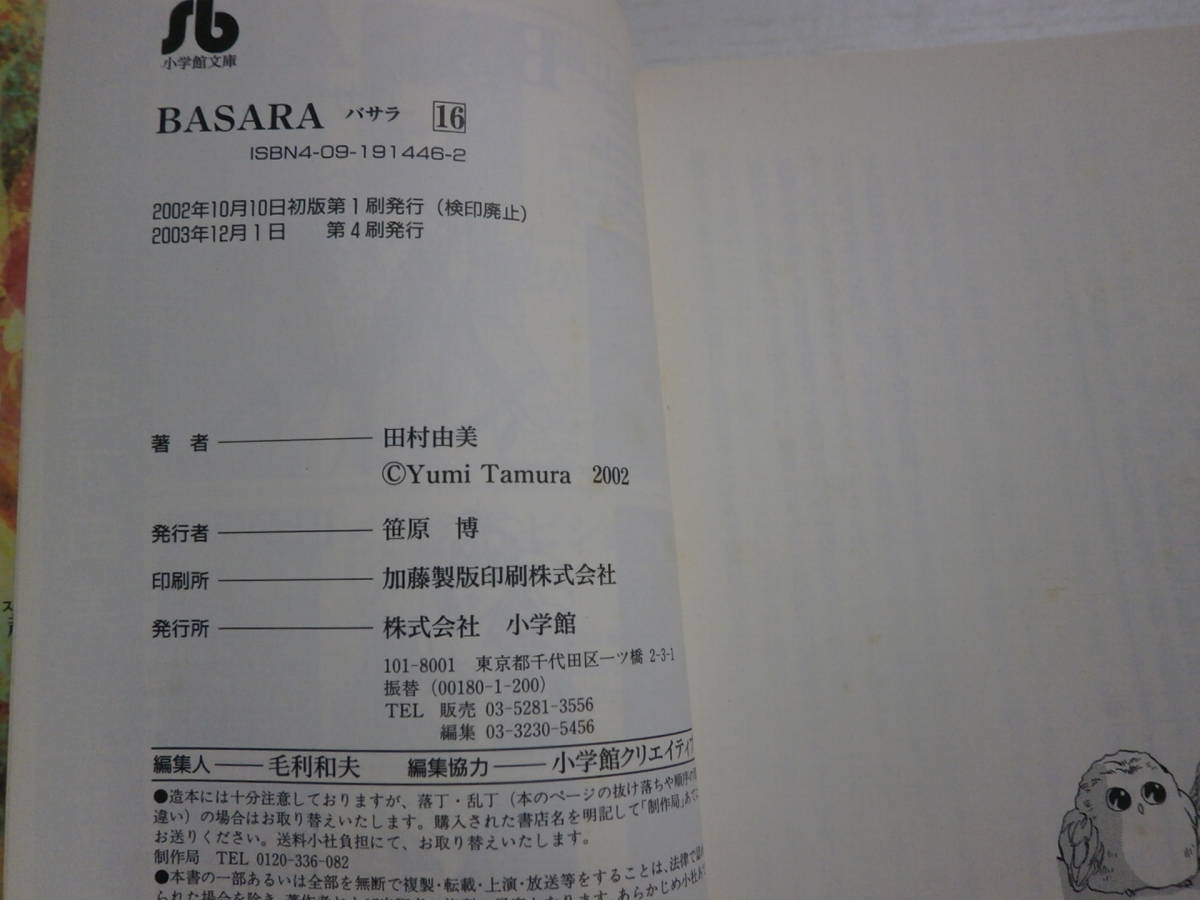 sb
小学館文庫
BASARA バサラ 16
ISBN4-09-191446-2
2002年10月10日初版第1刷発行（検印廃止）
2003年12月1日 第4刷発行
著 者 ── 田村由美
©Yumi Tamura 2002
発行者 ── 笹原 博
印刷所 ── 加藤製版印刷株式会社
発行所 ── 株式会社 小学館
101-8001 東京都千代田区一ツ橋 2-3-1
振替 (00180-1-200)
TEL 販売 03-5281-3556
編集 03-3230-5456
編集人 ── 毛利和夫 編集協力 ── 小学館クリエイティブ
●造本には十分注意しておりますが、落丁・乱丁（本のページの抜け落ちや順序の
違い）の場合はお取り替えいたします。購入された書店名を明記して「制作局」あてに
お送りください。送料小社負担にて、お取り替えいたします。
制作局 TEL 0120-336-082
●本書の一部あるいは全部を無断で複製・転載・上演・放送等をすることは、法律で認め
られた場合を除き、